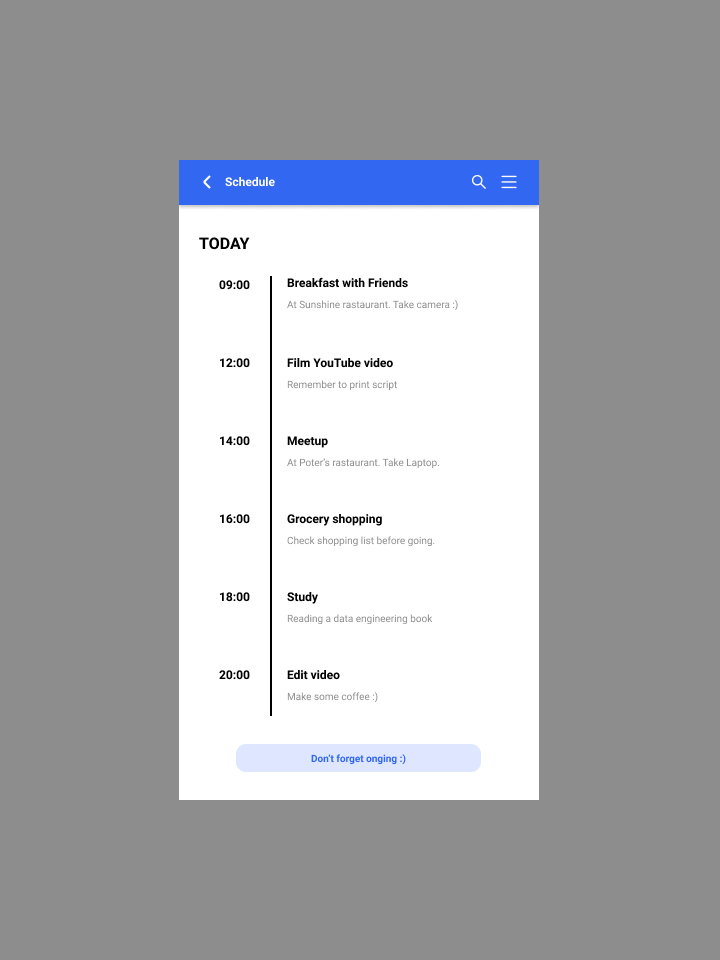 Schedule
TODAY
09:00 Breakfast with Friends
At Sunshine rastaurant. Take camera :)
12:00 Film YouTube video
Remember to print script
14:00 Meetup
At Poter's rastaurant. Take Laptop.
16:00 Grocery shopping
Check shopping list before going.
18:00 Study
Reading a data engineering book
20:00 Edit video
Make some coffee :)
Don't forget onging :)